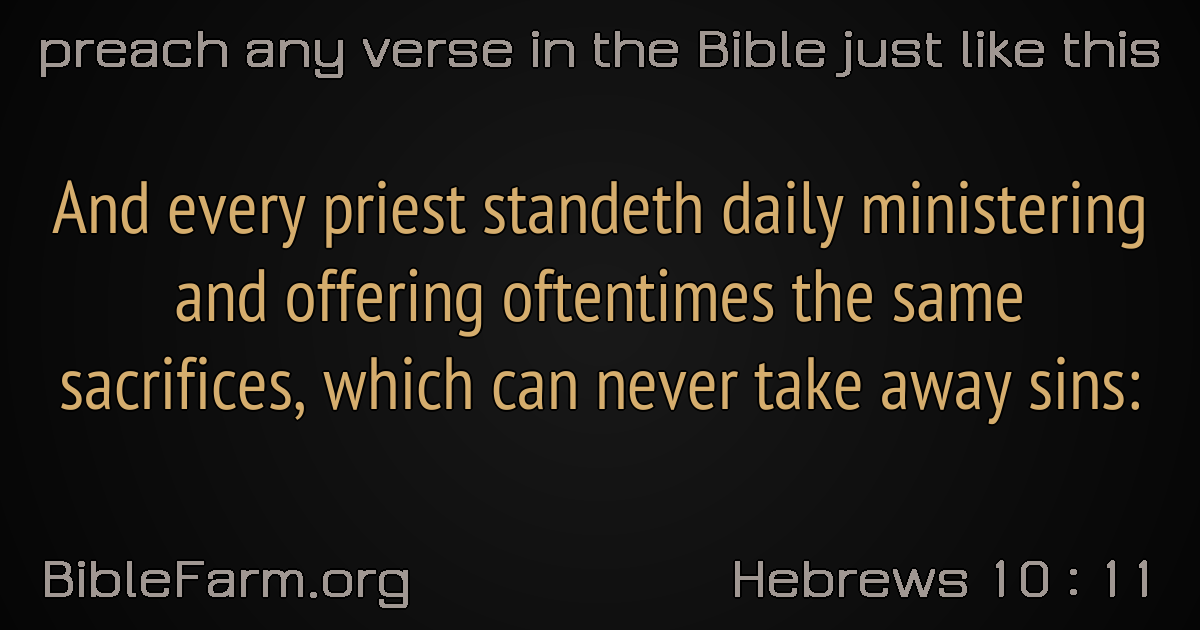 preach any verse in the Bible just like this
And every priest standeth daily ministering
and offering oftentimes the same
sacrifices, which can never take away sins:
BibleFarm.org
Hebrews 10 : 11